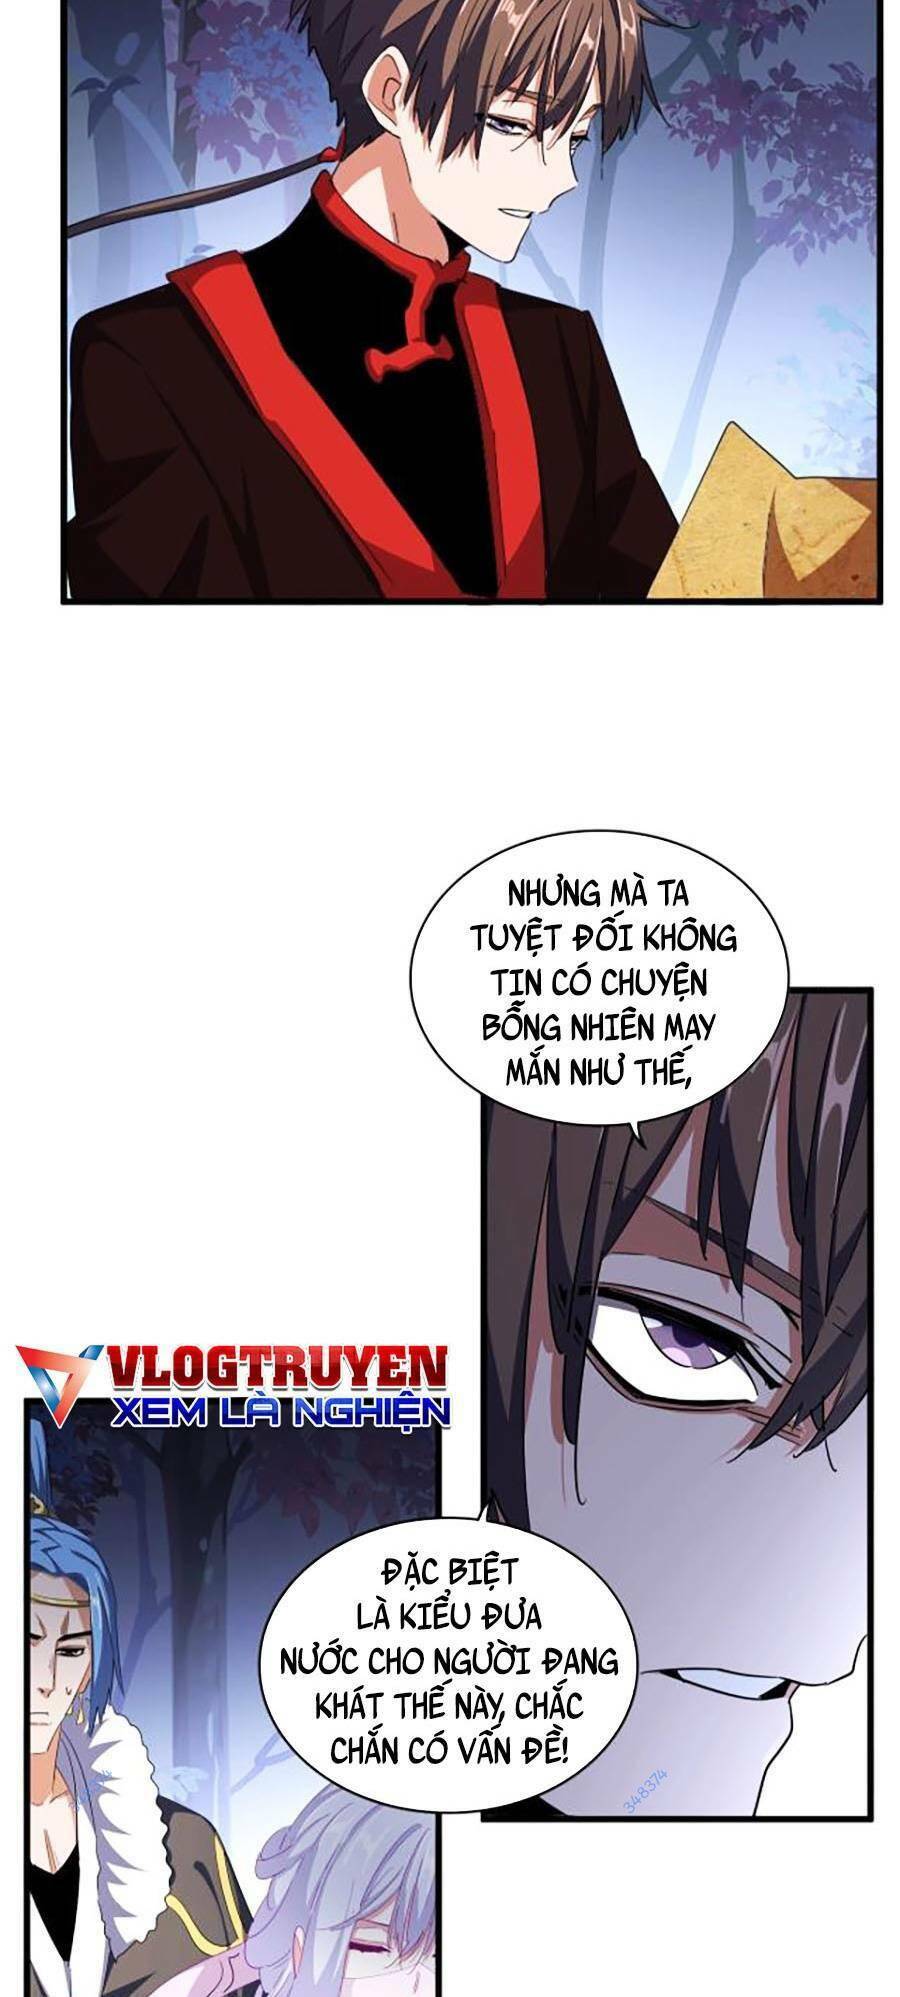 NHƯNG MÀ TA
TUYỆT ĐỐI KHÔNG
TIN CÓ CHUYỆN
BỖNG NHIÊN MAY
MẮN NHƯ THẾ,
VLOGTRUYEN
XEM LÀ NGHIỆN
ĐẶC BIỆT
LÀ KIỂU ĐƯA
NƯỚC CHO NGƯỜI ĐANG
KHÁT THẾ NÀY, CHẮC
CHẮN CÓ VẤN ĐỀ!
348374
348374